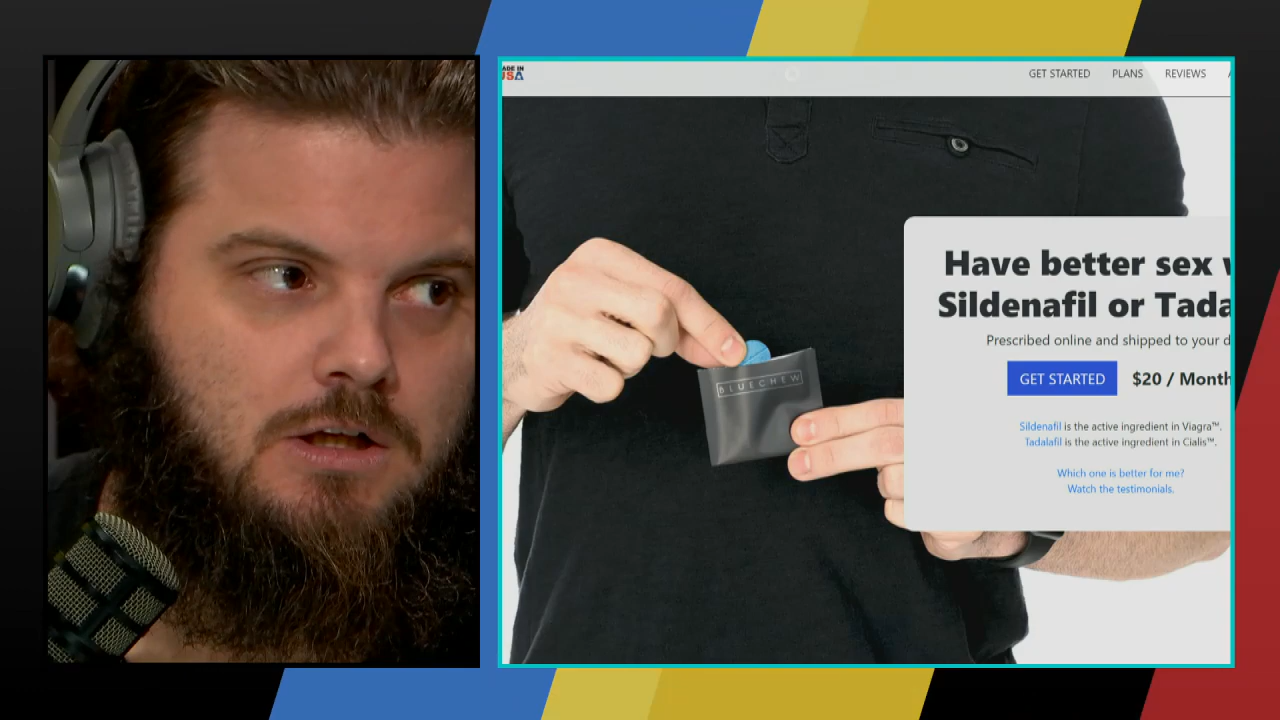 GET STARTED PLANS REVIEWS
USA
BLUECHEW
Have better sex
Sildenafil or Tada
Prescribed online and shipped to your d
GET STARTED $20 / Month
Sildenafil is the active ingredient in Viagra™.
Tadalafil is the active ingredient in Cialis™.
Which one is better for me?
Watch the testimonials.